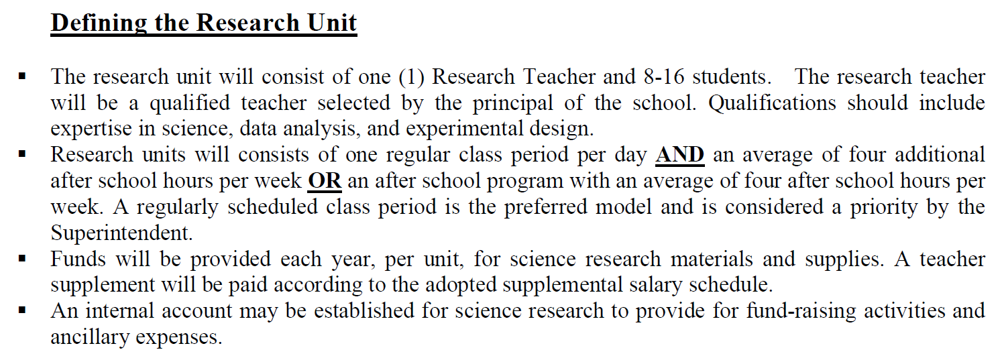 Defining the Research Unit
▪ The research unit will consist of one (1) Research Teacher and 8-16 students. The research teacher
will be a qualified teacher selected by the principal of the school. Qualifications should include
expertise in science, data analysis, and experimental design.
▪ Research units will consists of one regular class period per day AND an average of four additional
after school hours per week OR an after school program with an average of four after school hours per
week. A regularly scheduled class period is the preferred model and is considered a priority by the
Superintendent.
▪ Funds will be provided each year, per unit, for science research materials and supplies. A teacher
supplement will be paid according to the adopted supplemental salary schedule.
▪ An internal account may be established for science research to provide for fund-raising activities and
ancillary expenses.